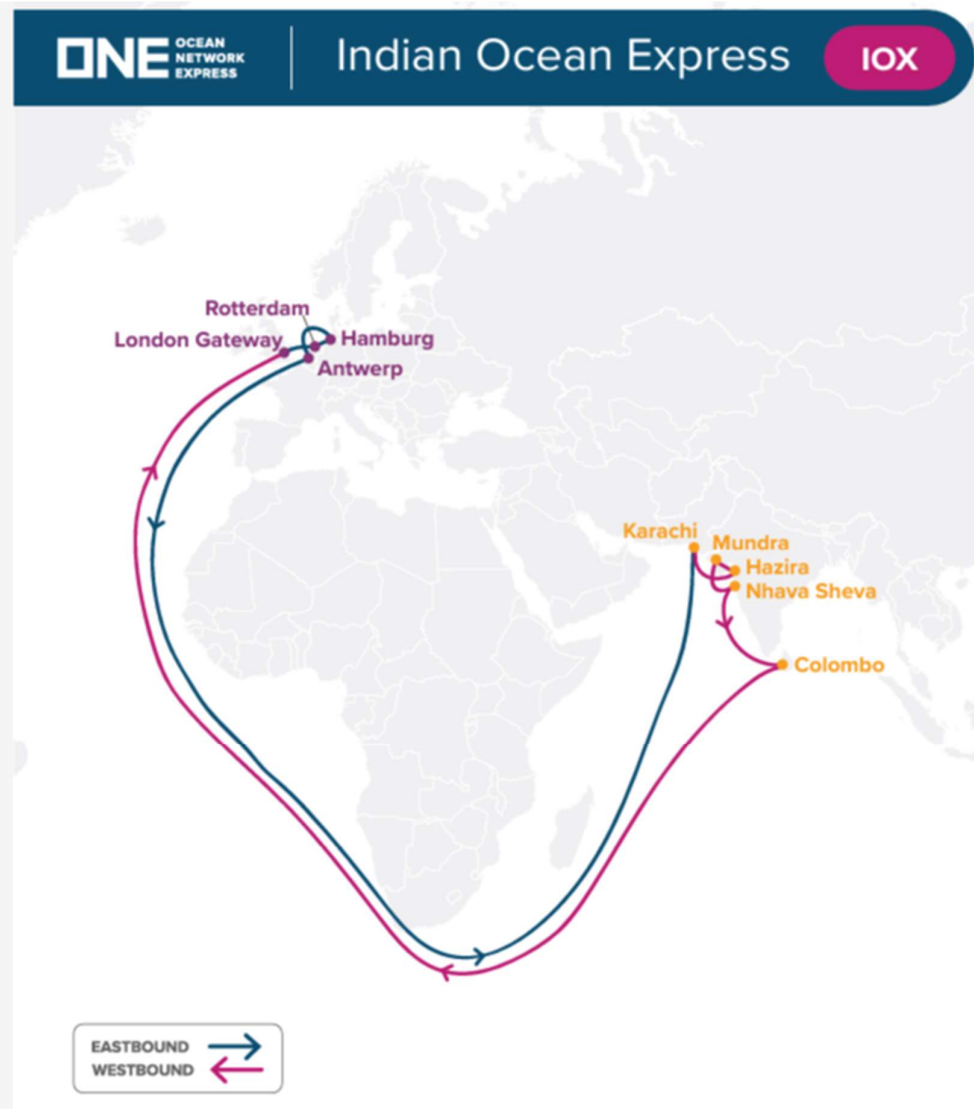 ONE OCEAN
NETWORK
EXPRESS
Indian Ocean Express
IOX
Rotterdam
London Gateway
Hamburg
Antwerp
Karachi
Mundra
Hazira
Nhava Sheva
Colombo
EASTBOUND
WESTBOUND